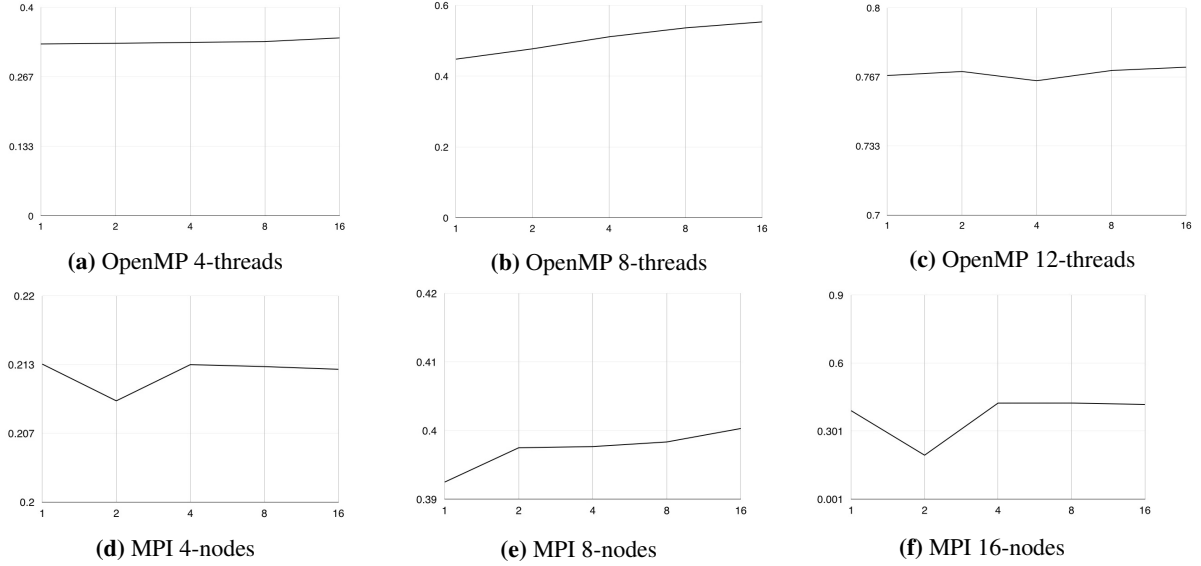 0.4
0.267
0.133
0
1 2 4 8 16
(a) OpenMP 4-threads
0.6
0.4
0.2
0
1 2 4 8 16
(b) OpenMP 8-threads
0.8
0.767
0.733
0.7
1 2 4 8 16
(c) OpenMP 12-threads
0.22
0.213
0.207
0.2
1 2 4 8 16
(d) MPI 4-nodes
0.42
0.41
0.4
0.39
1 2 4 8 16
(e) MPI 8-nodes
0.9
0.6
0.301
0.001
1 2 4 8 16
(f) MPI 16-nodes